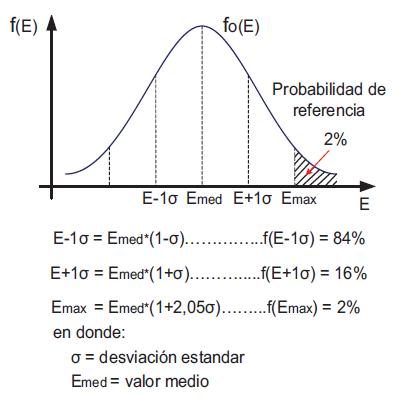 f(E)
fo(E)
Probabilidad de
referencia
2%
E-1σ Emed E+1σ Emax
E
E-1σ = Emed*(1-σ)...............f(E-1σ) = 84%
E+1σ = Emed*(1+σ)..............f(E+1σ) = 16%
Emax = Emed*(1+2,05σ).........f(Emax) = 2%
en donde:
σ = desviación estandar
Emed = valor medio